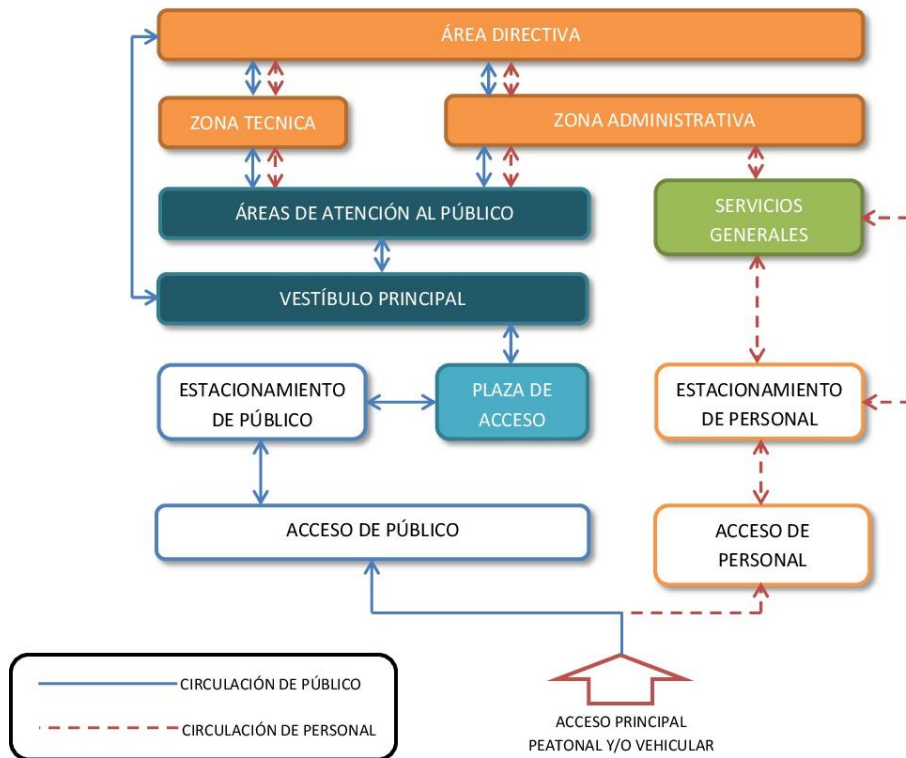 ÁREA DIRECTIVA
ZONA TECNICA
ZONA ADMINISTRATIVA
ÁREAS DE ATENCIÓN AL PÚBLICO
SERVICIOS
GENERALES
VESTÍBULO PRINCIPAL
ESTACIONAMIENTO
DE PÚBLICO
PLAZA DE
ACCESO
ESTACIONAMIENTO
DE PERSONAL
ACCESO DE PÚBLICO
ACCESO DE
PERSONAL
CIRCULACIÓN DE PÚBLICO
CIRCULACIÓN DE PERSONAL
ACCESO PRINCIPAL
PEATONAL Y/O VEHICULAR